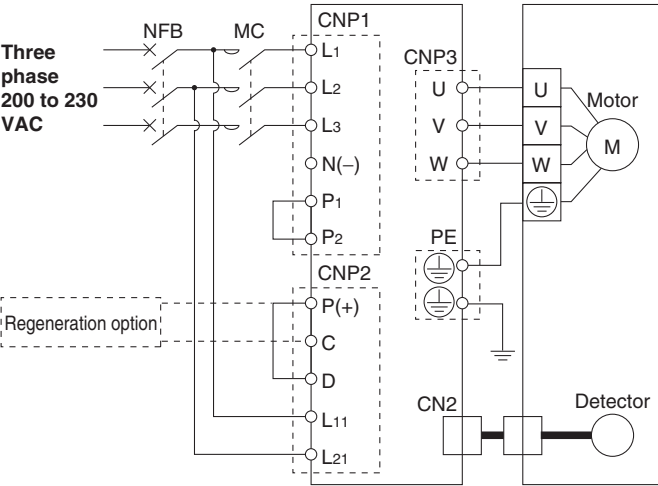 NFB
MC
CNP1
Three
phase
200 to 230
VAC
L1
L2
L3
N(−)
P1
P2
CNP3
U
V
W
U
V
W
Motor
M
PE
CNP2
P(+)
C
D
L11
L21
Regeneration option
CN2
Detector